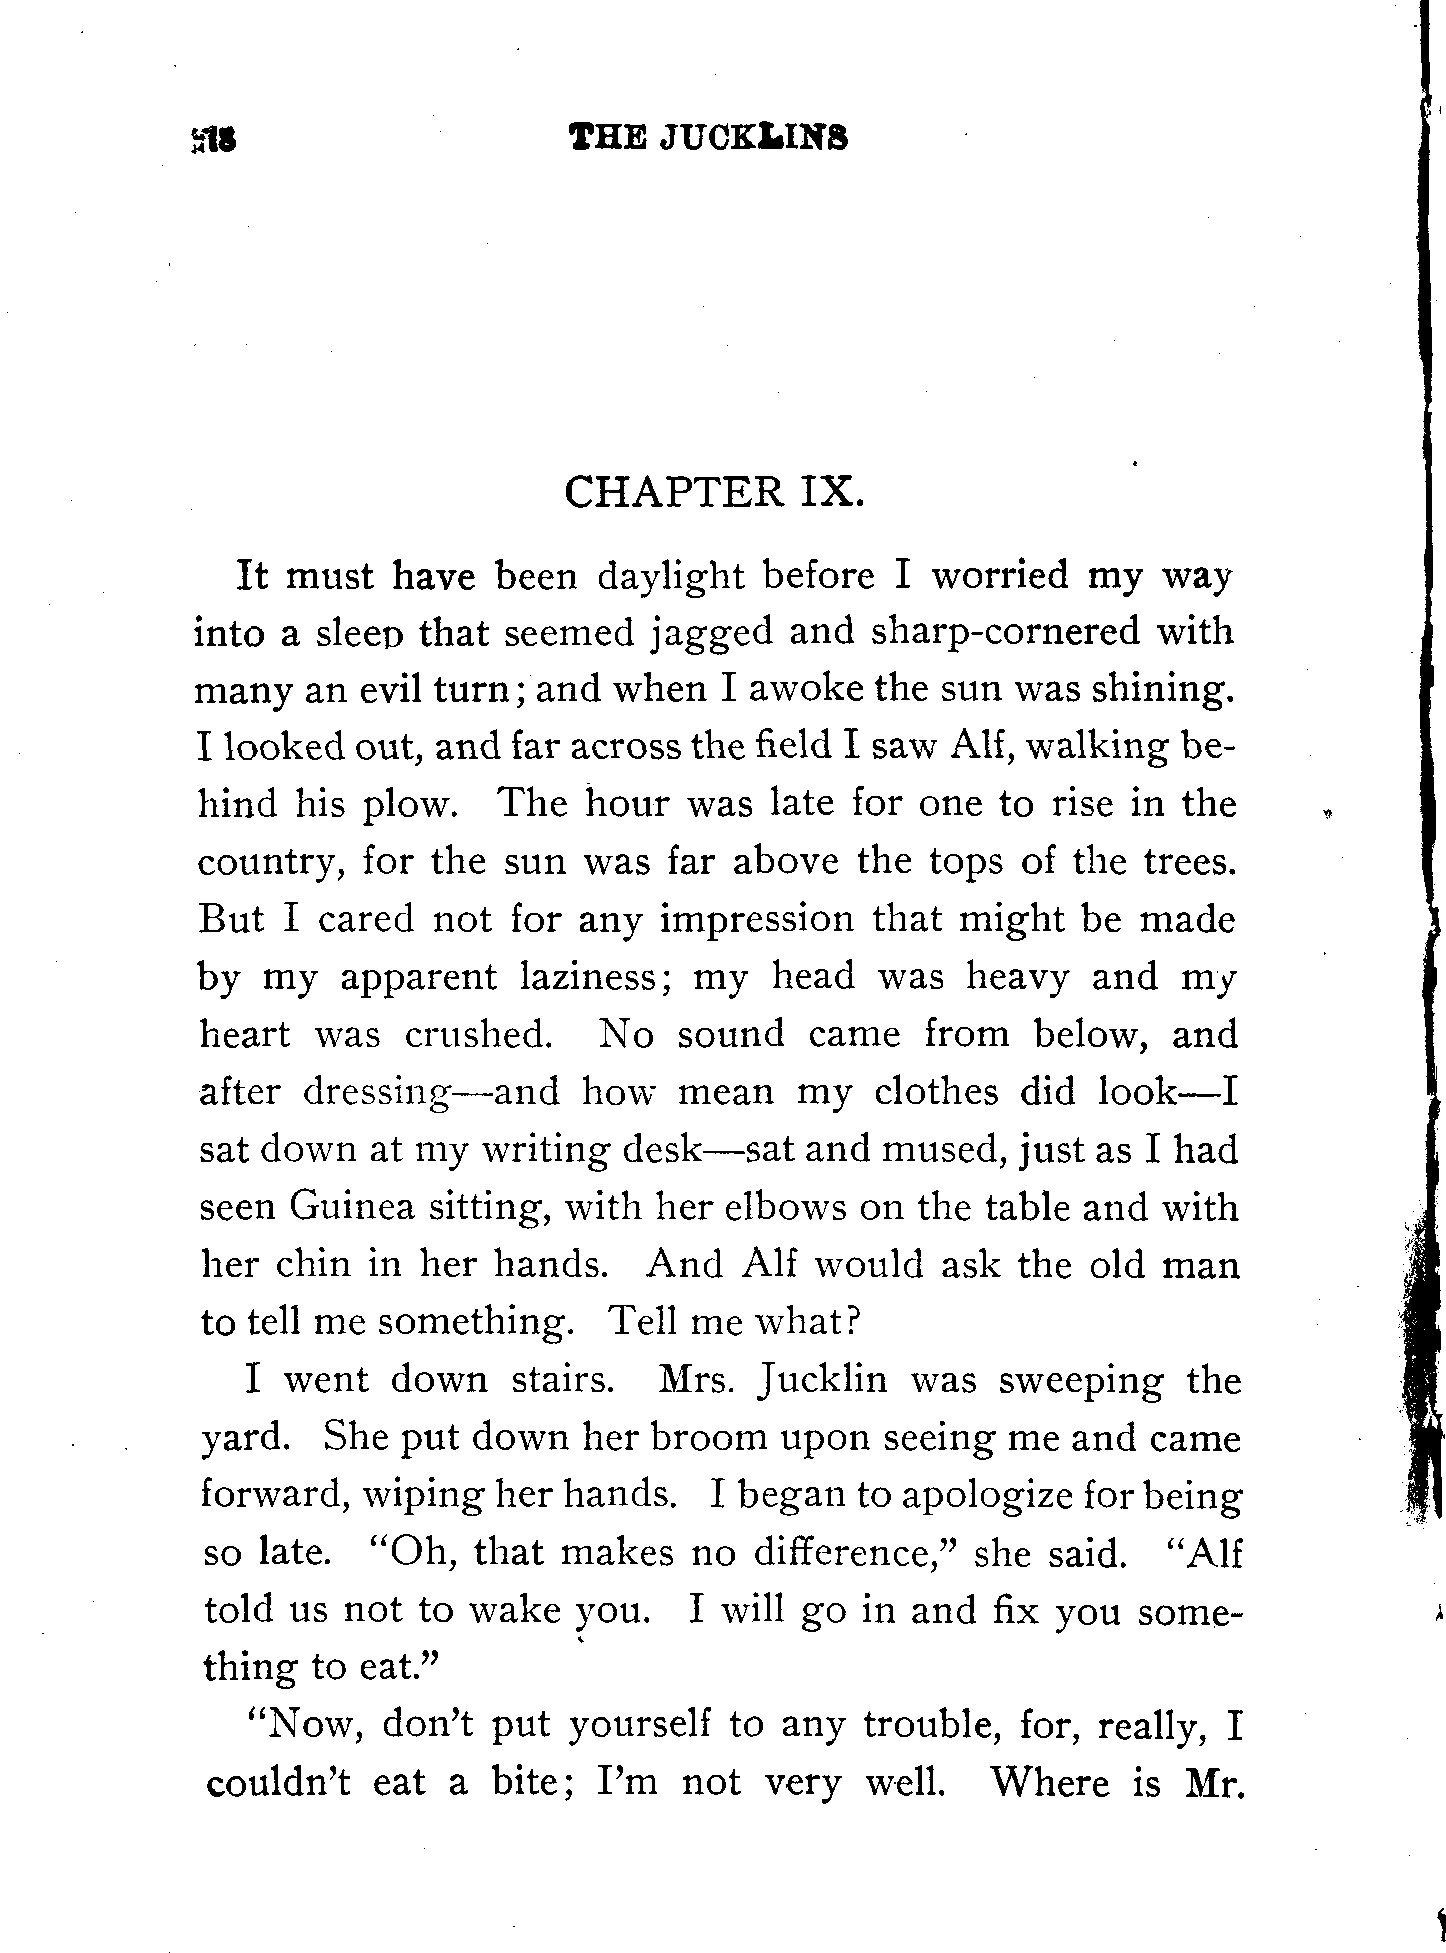 THE JUCKLINS
CHAPTER IX.
It must have been daylight before I worried my way
into a sleep that seemed jagged and sharp-cornered with
many an evil turn; and when I awoke the sun was shining.
I looked out, and far across the field I saw Alf, walking be-
hind his plow. The hour was late for one to rise in the
country, for the sun was far above the tops of the trees.
But I cared not for any impression that might be made
by my apparent laziness; my head was heavy and my
heart was crushed. No sound came from below, and
after dressing—and how mean my clothes did look—I
sat down at my writing desk—sat and mused, just as I had
seen Guinea sitting, with her elbows on the table and with
her chin in her hands. And Alf would ask the old man
to tell me something. Tell me what?
I went down stairs. Mrs. Jucklin was sweeping the
yard. She put down her broom upon seeing me and came
forward, wiping her hands. I began to apologize for being
so late. "Oh, that makes no difference," she said. "Alf
told us not to wake you. I will go in and fix you some-
thing to eat."
"Now, don't put yourself to any trouble, for, really, I
couldn't eat a bite; I'm not very well. Where is Mr.